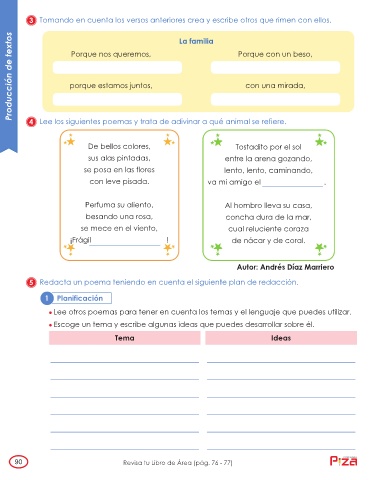 Producción de textos
3 Tomando en cuenta los versos anteriores crea y escribe otros que rimen con ellos.
La familia
Porque nos queremos,
Porque con un beso,
porque estamos juntos,
con una mirada,
4 Lee los siguientes poemas y trata de adivinar a qué animal se refiere.
De bellos colores,
sus alas pintadas,
se posa en las flores
con leve pisada.
Perfuma su aliento,
besando una rosa,
se mece en el viento,
¡Frágil ____________________ !
Tostadito por el sol
entre la arena gozando,
lento, lento, caminando,
va mi amigo el _________________ .
Al hombro lleva su casa,
concha dura de la mar,
cual reluciente coraza
de nácar y de coral.
Autor: Andrés Díaz Marrero
5 Redacta un poema teniendo en cuenta el siguiente plan de redacción.
1 Planificación
• Lee otros poemas para tener en cuenta los temas y el lenguaje que puedes utilizar.
• Escoge un tema y escribe algunas ideas que puedes desarrollar sobre él.
Tema
Ideas
90
Revisa tu Libro de Área (pág. 76 - 77)